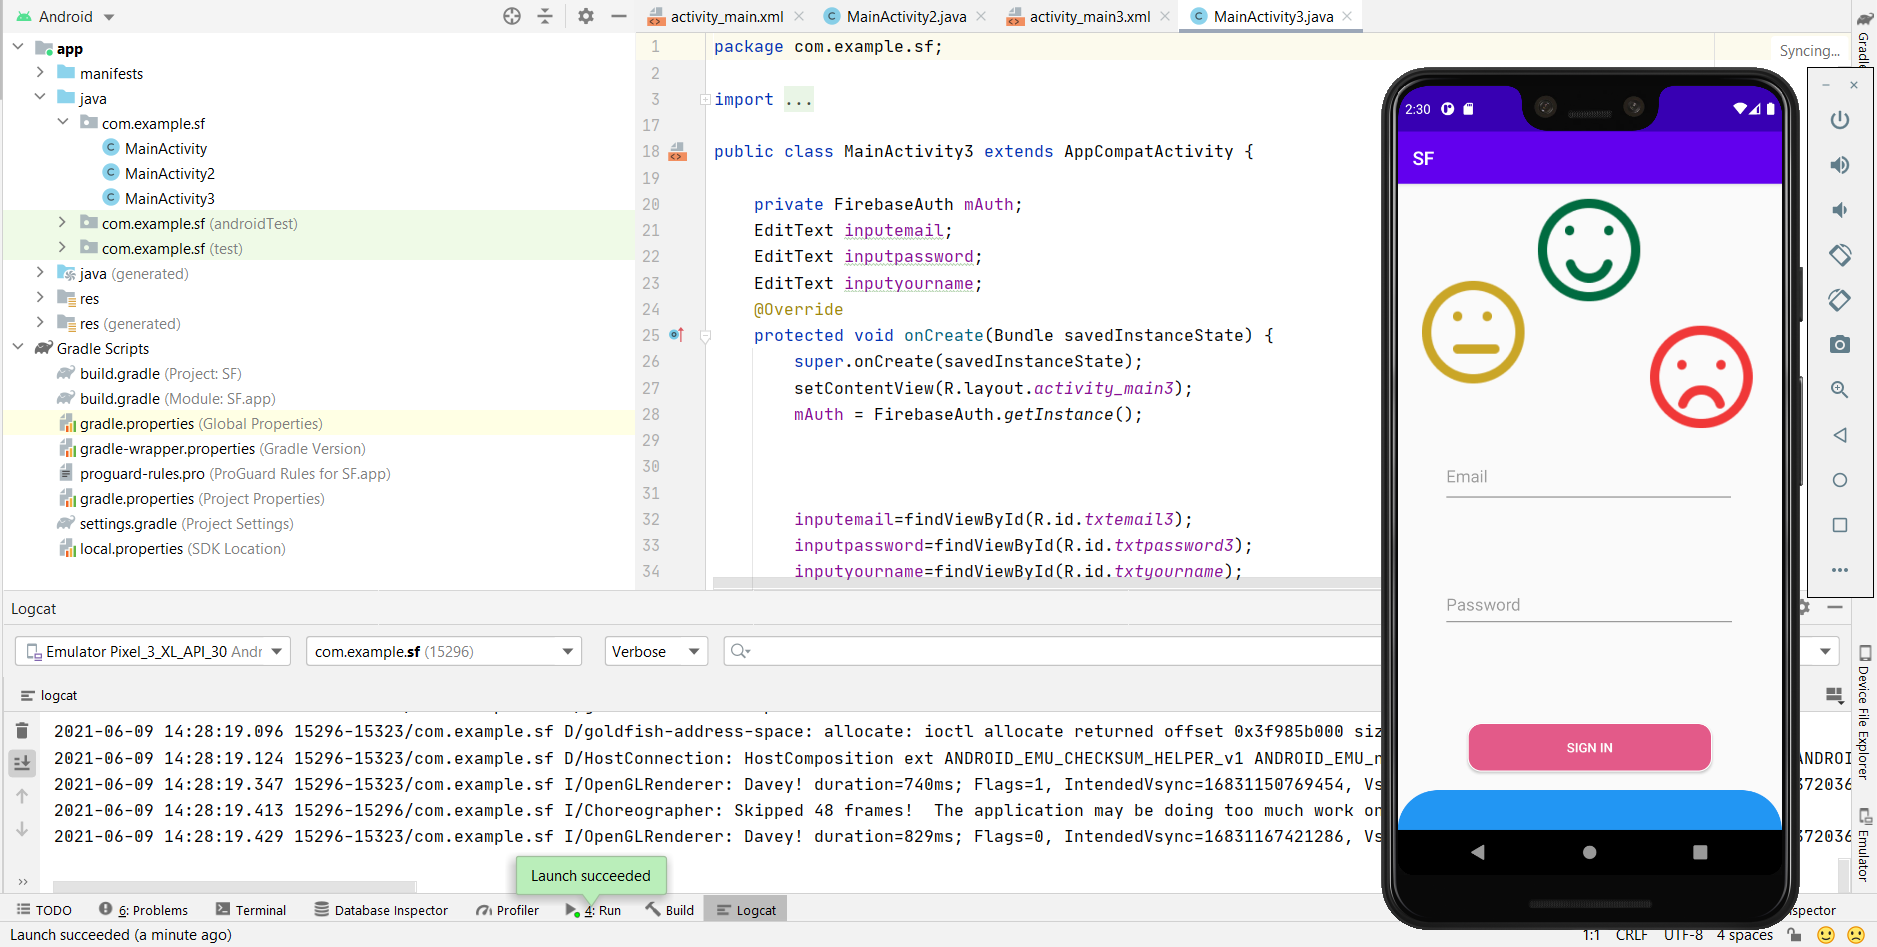 Android
activity_main.xml
MainActivity2.java
activity_main3.xml
MainActivity3.java
app
manifests
java
com.example.sf
MainActivity
MainActivity2
MainActivity3
com.example.sf (androidTest)
com.example.sf (test)
java (generated)
res
res (generated)
Gradle Scripts
build.gradle (Project: SF)
build.gradle (Module: SF.app)
gradle.properties (Global Properties)
gradle-wrapper.properties (Gradle Version)
proguard-rules.pro (ProGuard Rules for SF.app)
gradle.properties (Project Properties)
settings.gradle (Project Settings)
local.properties (SDK Location)
1 package com.example.sf;
2
3 import ...
17
18 public class MainActivity3 extends AppCompatActivity {
19
20 private FirebaseAuth mAuth;
21 EditText inputemail;
22 EditText inputpassword;
23 EditText inputyourname;
24 @Override
25 protected void onCreate(Bundle savedInstanceState) {
26 super.onCreate(savedInstanceState);
27 setContentView(R.layout.activity_main3);
28 mAuth = FirebaseAuth.getInstance();
29
30
31
32 inputemail=findViewById(R.id.txtemail3);
33 inputpassword=findViewById(R.id.txtpassword3);
34 inputyourname=findViewById(R.id.txtyourname);
Syncing...
2:30
SF
Email
Password
SIGN IN
Gradle
Device File Explorer
Emulator
Logcat
Emulator Pixel_3_XL_API_30 Andr
com.example.sf (15296)
Verbose
logcat
2021-06-09 14:28:19.096 15296-15323/com.example.sf D/goldfish-address-space: allocate: ioctl allocate returned offset 0x3f985b000 siz
2021-06-09 14:28:19.124 15296-15323/com.example.sf D/HostConnection: HostComposition ext ANDROID_EMU_CHECKSUM_HELPER_v1 ANDROID_EMU_n ANDROI
2021-06-09 14:28:19.347 15296-15323/com.example.sf I/OpenGLRenderer: Davey! duration=740ms; Flags=1, IntendedVsync=16831150769454, Vs 372036
2021-06-09 14:28:19.413 15296-15296/com.example.sf I/Choreographer: Skipped 48 frames!  The application may be doing too much work on
2021-06-09 14:28:19.429 15296-15323/com.example.sf I/OpenGLRenderer: Davey! duration=829ms; Flags=0, IntendedVsync=16831167421286, Vs 372036
Launch succeeded
TODO
6: Problems
Terminal
Database Inspector
Profiler
4: Run
Build
Logcat
spector
Launch succeeded (a minute ago)
1:1 CRLF UTF-8 4 spaces